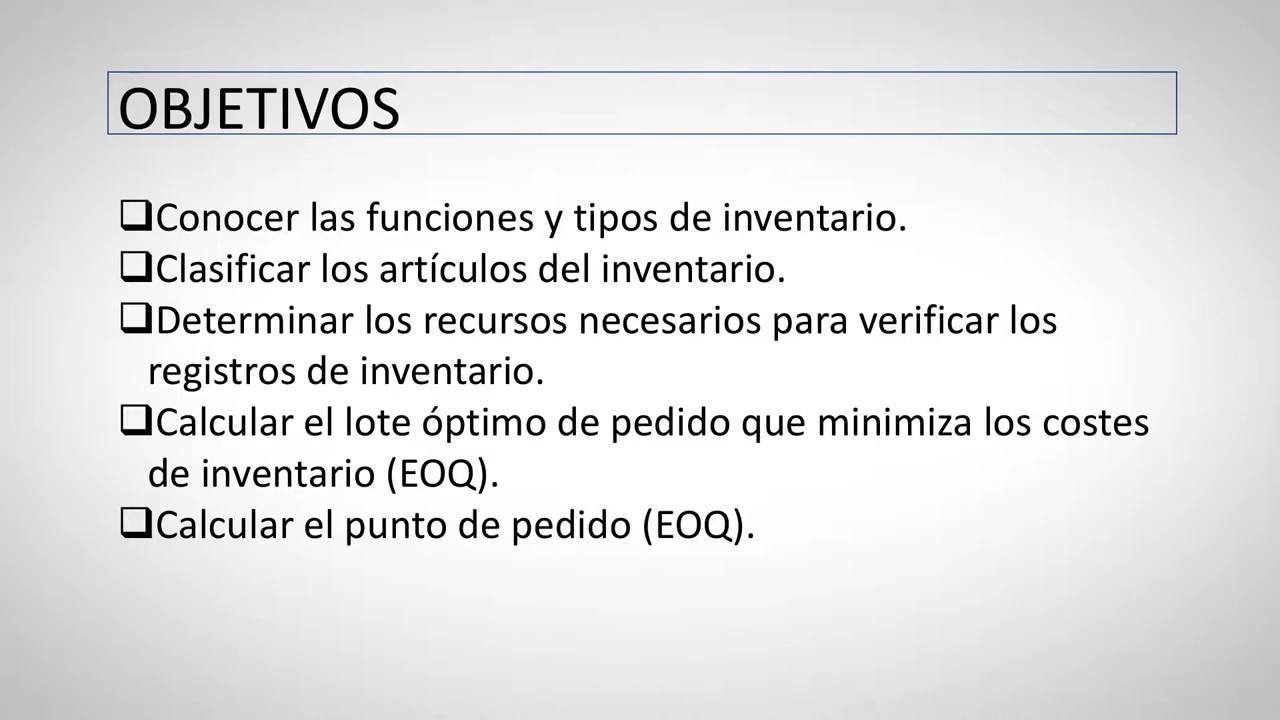 OBJETIVOS
❑Conocer las funciones y tipos de inventario.
❑Clasificar los artículos del inventario.
❑Determinar los recursos necesarios para verificar los
registros de inventario.
❑Calcular el lote óptimo de pedido que minimiza los costes
de inventario (EOQ).
❑Calcular el punto de pedido (EOQ).